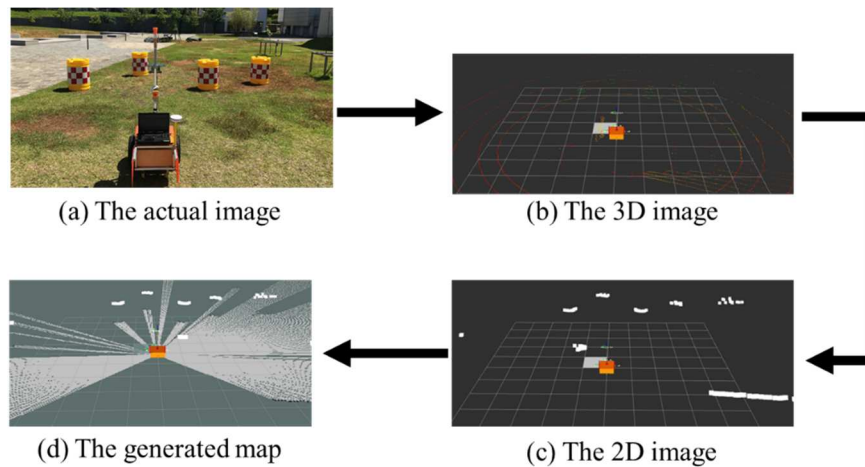 (a) The actual image
(b) The 3D image
(d) The generated map
(c) The 2D image